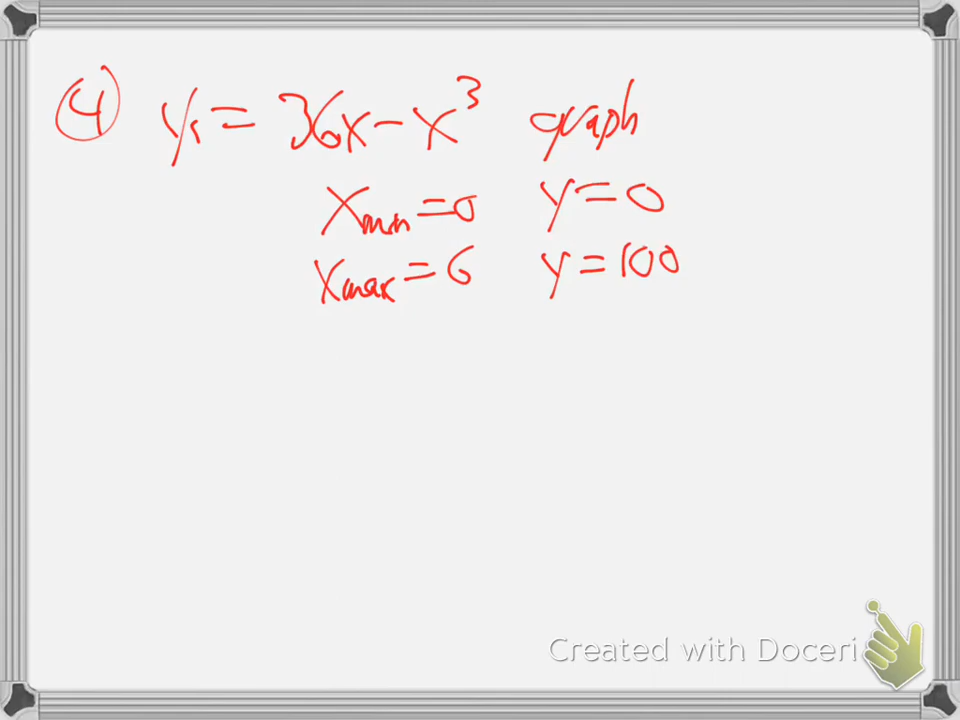 ④ y₁ = 36x - x³ graph
xmin = 0 y = 0
xmax = 6 y = 100
Created with Doceri